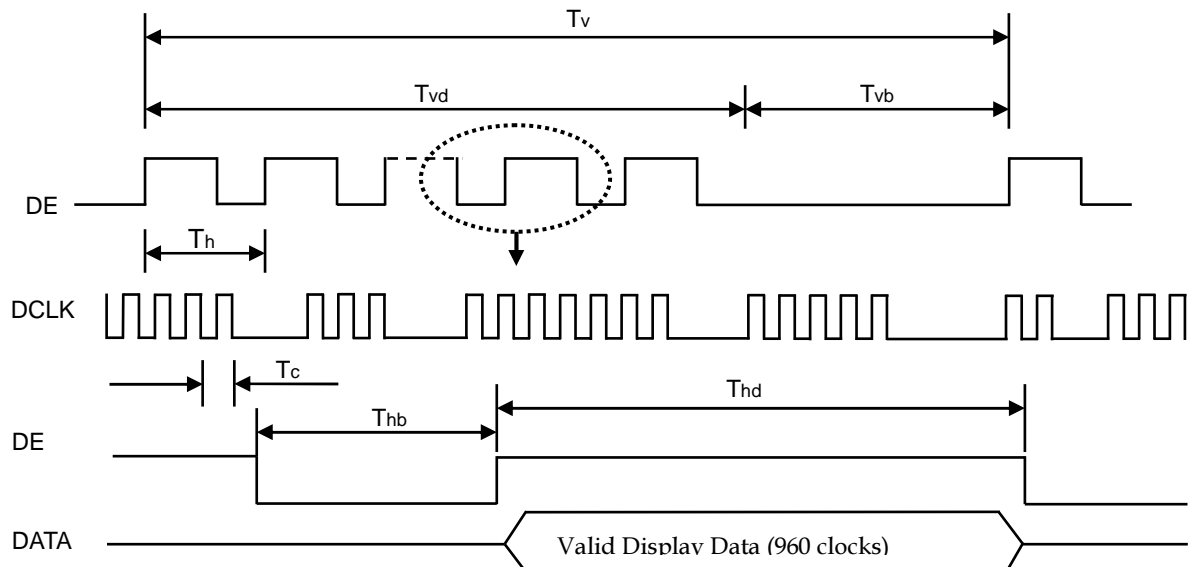 Tv
Tvd
Tvb
DE
Th
DCLK
Tc
Thd
Thb
DE
DATA
Valid Display Data (960 clocks)